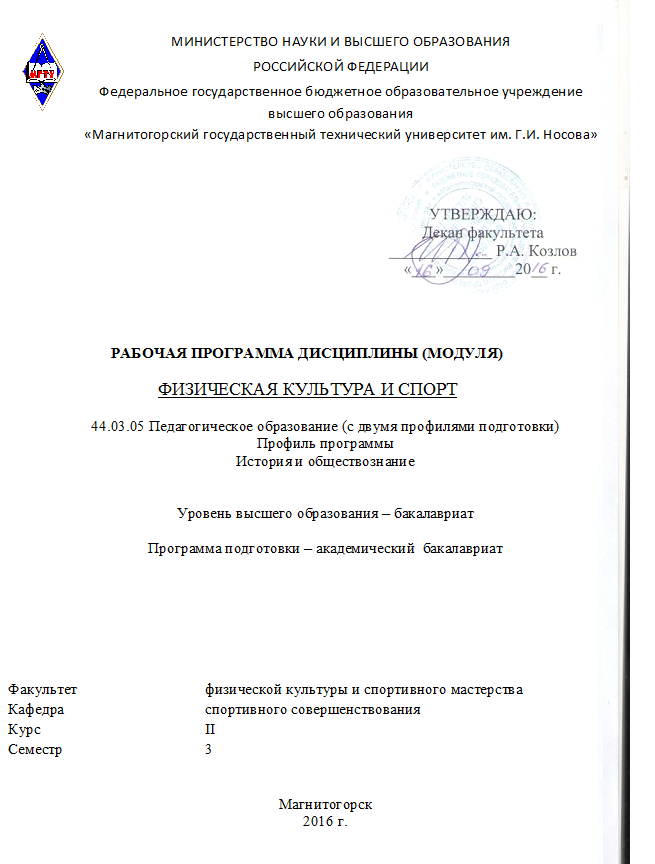 МГТУ
МИНИСТЕРСТВО НАУКИ И ВЫСШЕГО ОБРАЗОВАНИЯ
РОССИЙСКОЙ ФЕДЕРАЦИИ
Федеральное государственное бюджетное образовательное учреждение
высшего образования
«Магнитогорский государственный технический университет им. Г.И. Носова»
УТВЕРЖДАЮ:
Декан факультета
____________ Р.А. Козлов
«16»   09   2016 г.
РАБОЧАЯ ПРОГРАММА ДИСЦИПЛИНЫ (МОДУЛЯ)
ФИЗИЧЕСКАЯ КУЛЬТУРА И СПОРТ
44.03.05 Педагогическое образование (с двумя профилями подготовки)
Профиль программы
История и обществознание
Уровень высшего образования – бакалавриат
Программа подготовки – академический бакалавриат
Факультет физической культуры и спортивного мастерства
Кафедра спортивного совершенствования
Курс II
Семестр 3
Магнитогорск
2016 г.